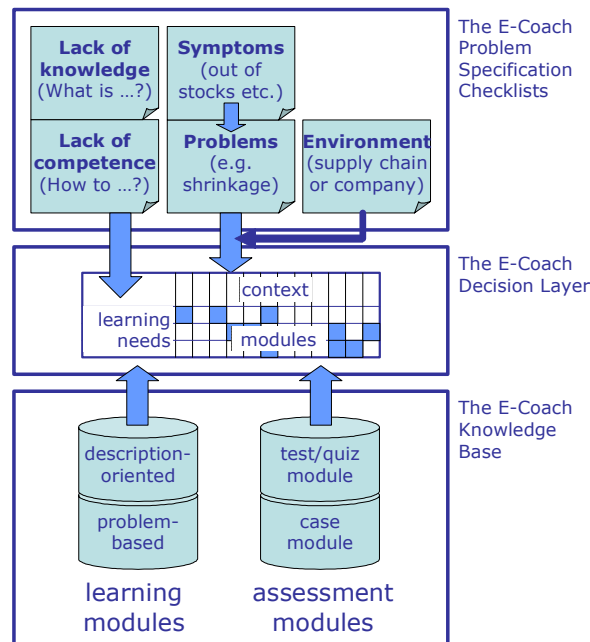 Lack of
knowledge
(What is ...?)
Symptoms
(out of
stocks etc.)
The E-Coach
Problem
Specification
Checklists
Lack of
competence
(How to ...?)
Problems
(e.g.
shrinkage)
Environment
(supply chain
or company)
The E-Coach
Decision Layer
context
learning
needs
modules
The E-Coach
Knowledge
Base
description-
oriented
problem-
based
test/quiz
module
case
module
learning
modules
assessment
modules